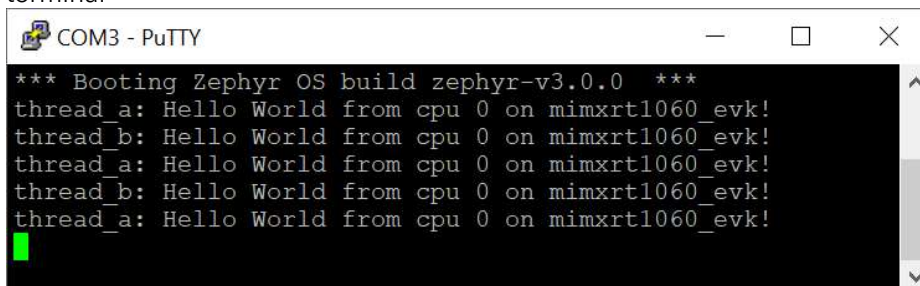 COM3 - PuTTY
*** Booting Zephyr OS build zephyr-v3.0.0  ***
thread_a: Hello World from cpu 0 on mimxrt1060_evk!
thread_b: Hello World from cpu 0 on mimxrt1060_evk!
thread_a: Hello World from cpu 0 on mimxrt1060_evk!
thread_b: Hello World from cpu 0 on mimxrt1060_evk!
thread_a: Hello World from cpu 0 on mimxrt1060_evk!